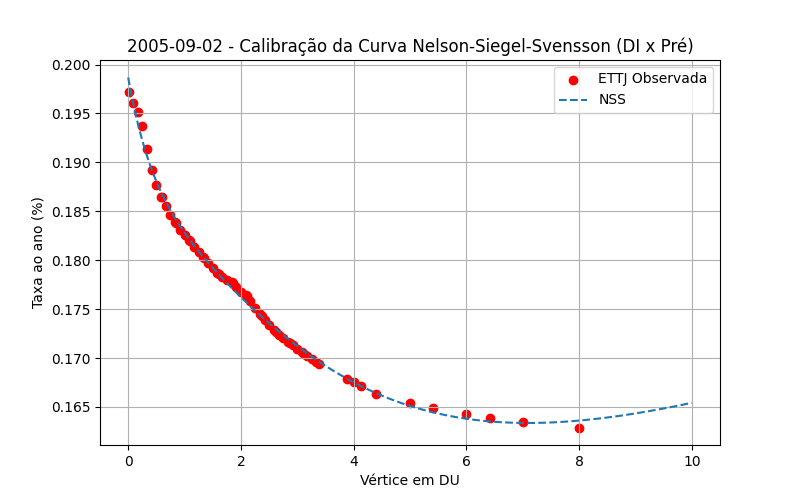 2005-09-02 - Calibração da Curva Nelson-Siegel-Svensson (DI x Pré)
ETTJ Observada
NSS
Taxa ao ano (%)
0.200
0.195
0.190
0.185
0.180
0.175
0.170
0.165
0 2 4 6 8 10
Vértice em DU